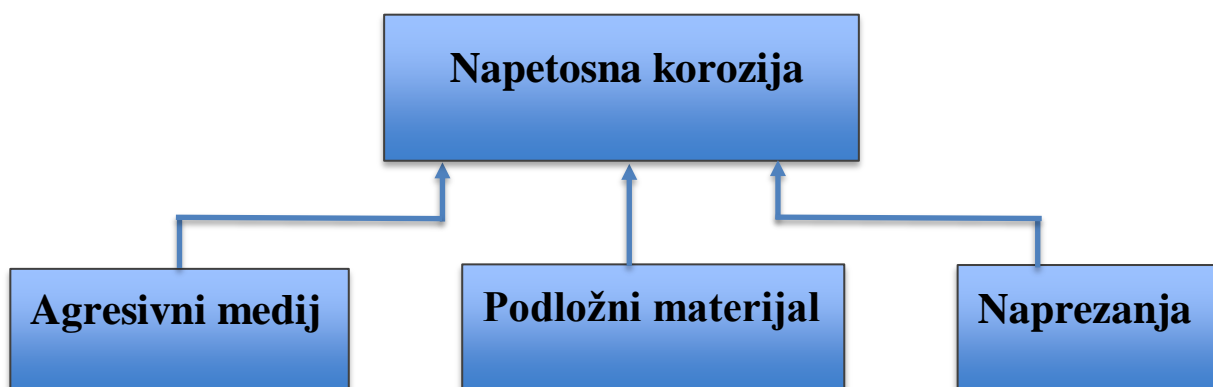 Napetosna korozija
Agresivni medij
Podložni materijal
Naprezanja